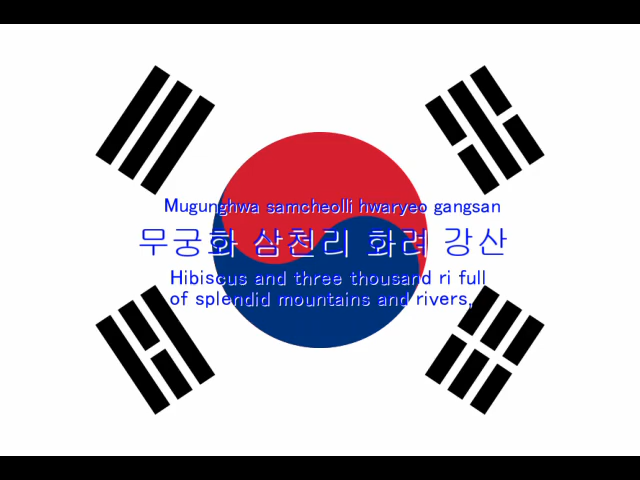 Mugunghwa samcheolli hwaryeo gangsan
무궁화 삼천리 화려 강산
Hibiscus and three thousand ri full
of splendid mountains and rivers,